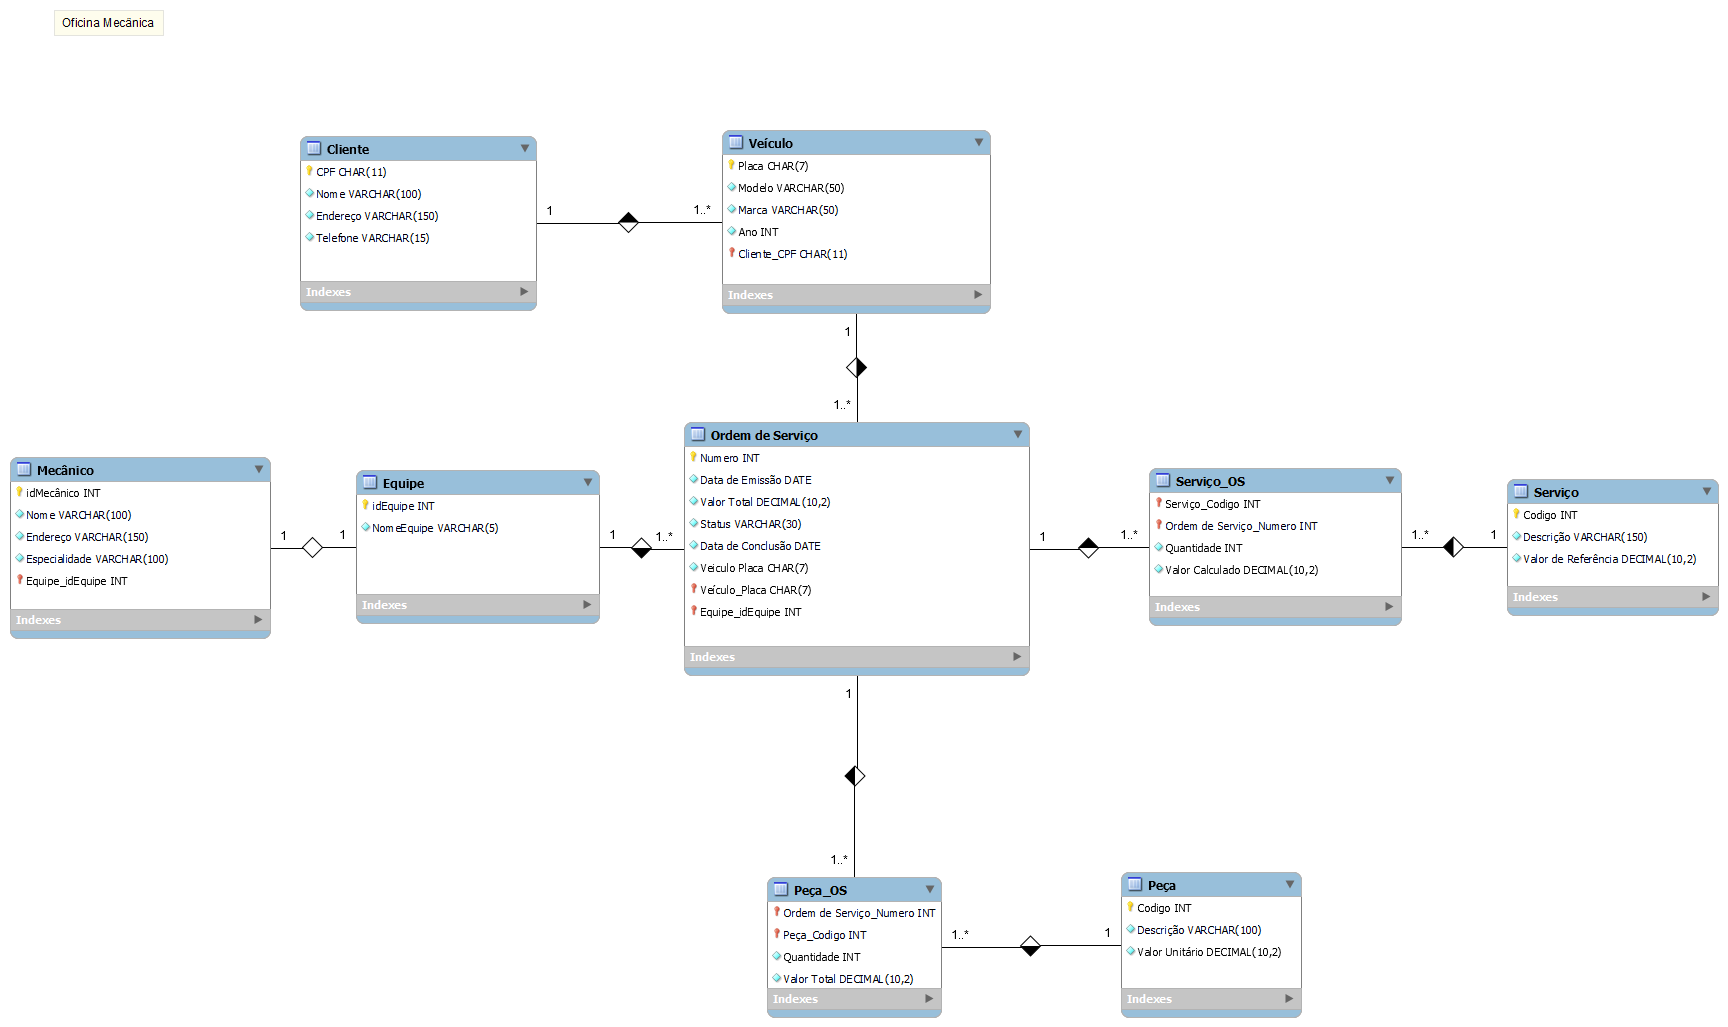 Oficina Mecânica
Cliente
CPF CHAR(11)
Nome VARCHAR(100)
Endereço VARCHAR(150)
Telefone VARCHAR(15)
Indexes
1
1..*
Veículo
Placa CHAR(7)
Modelo VARCHAR(50)
Marca VARCHAR(50)
Ano INT
Cliente_CPF CHAR(11)
Indexes
1
1..*
Mecânico
idMecânico INT
Nome VARCHAR(100)
Endereço VARCHAR(150)
Especialidade VARCHAR(100)
Equipe_idEquipe INT
Indexes
1
1
Equipe
idEquipe INT
NomeEquipe VARCHAR(5)
Indexes
1
1..*
Ordem de Serviço
Numero INT
Data de Emissão DATE
Valor Total DECIMAL(10,2)
Status VARCHAR(30)
Data de Conclusão DATE
Veiculo Placa CHAR(7)
Veículo_Placa CHAR(7)
Equipe_idEquipe INT
Indexes
1
1..*
Serviço_OS
Serviço_Codigo INT
Ordem de Serviço_Numero INT
Quantidade INT
Valor Calculado DECIMAL(10,2)
Indexes
1..*
1
Serviço
Codigo INT
Descrição VARCHAR(150)
Valor de Referência DECIMAL(10,2)
Indexes
1
1..*
Peça_OS
Ordem de Serviço_Numero INT
Peça_Codigo INT
Quantidade INT
Valor Total DECIMAL(10,2)
Indexes
1..*
1
Peça
Codigo INT
Descrição VARCHAR(100)
Valor Unitário DECIMAL(10,2)
Indexes